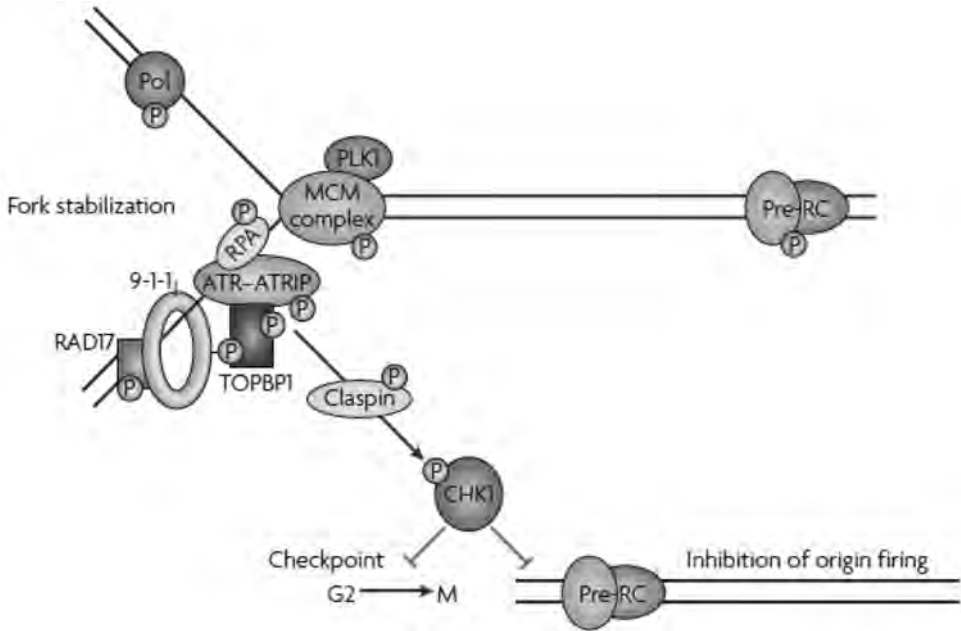 Pol
P
PLK1
MCM
complex
P
Pre-RC
P
Fork stabilization
P
RPA
9-1-1
ATR–ATRIP
P
P
RAD17
P
P
TOPBP1
P
Claspin
P
CHK1
Checkpoint
G2 M
Inhibition of origin firing
Pre-RC